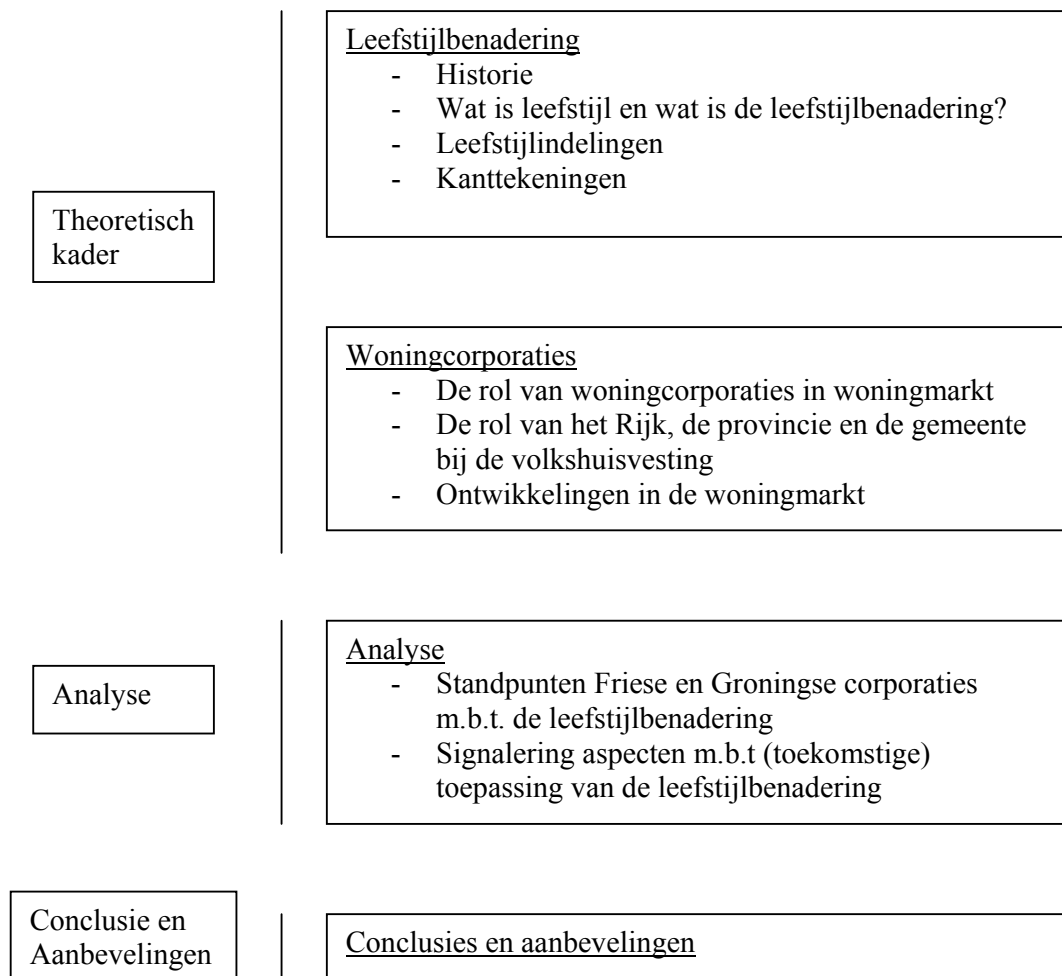 Theoretisch
kader
Leefstijlbenadering
- Historie
- Wat is leefstijl en wat is de leefstijlbenadering?
- Leefstijlindelingen
- Kanttekeningen
Woningcorporaties
- De rol van woningcorporaties in woningmarkt
- De rol van het Rijk, de provincie en de gemeente
bij de volkshuisvesting
- Ontwikkelingen in de woningmarkt
Analyse
Analyse
- Standpunten Friese en Groningse corporaties
m.b.t. de leefstijlbenadering
- Signalering aspecten m.b.t (toekomstige)
toepassing van de leefstijlbenadering
Conclusie en
Aanbevelingen
Conclusies en aanbevelingen